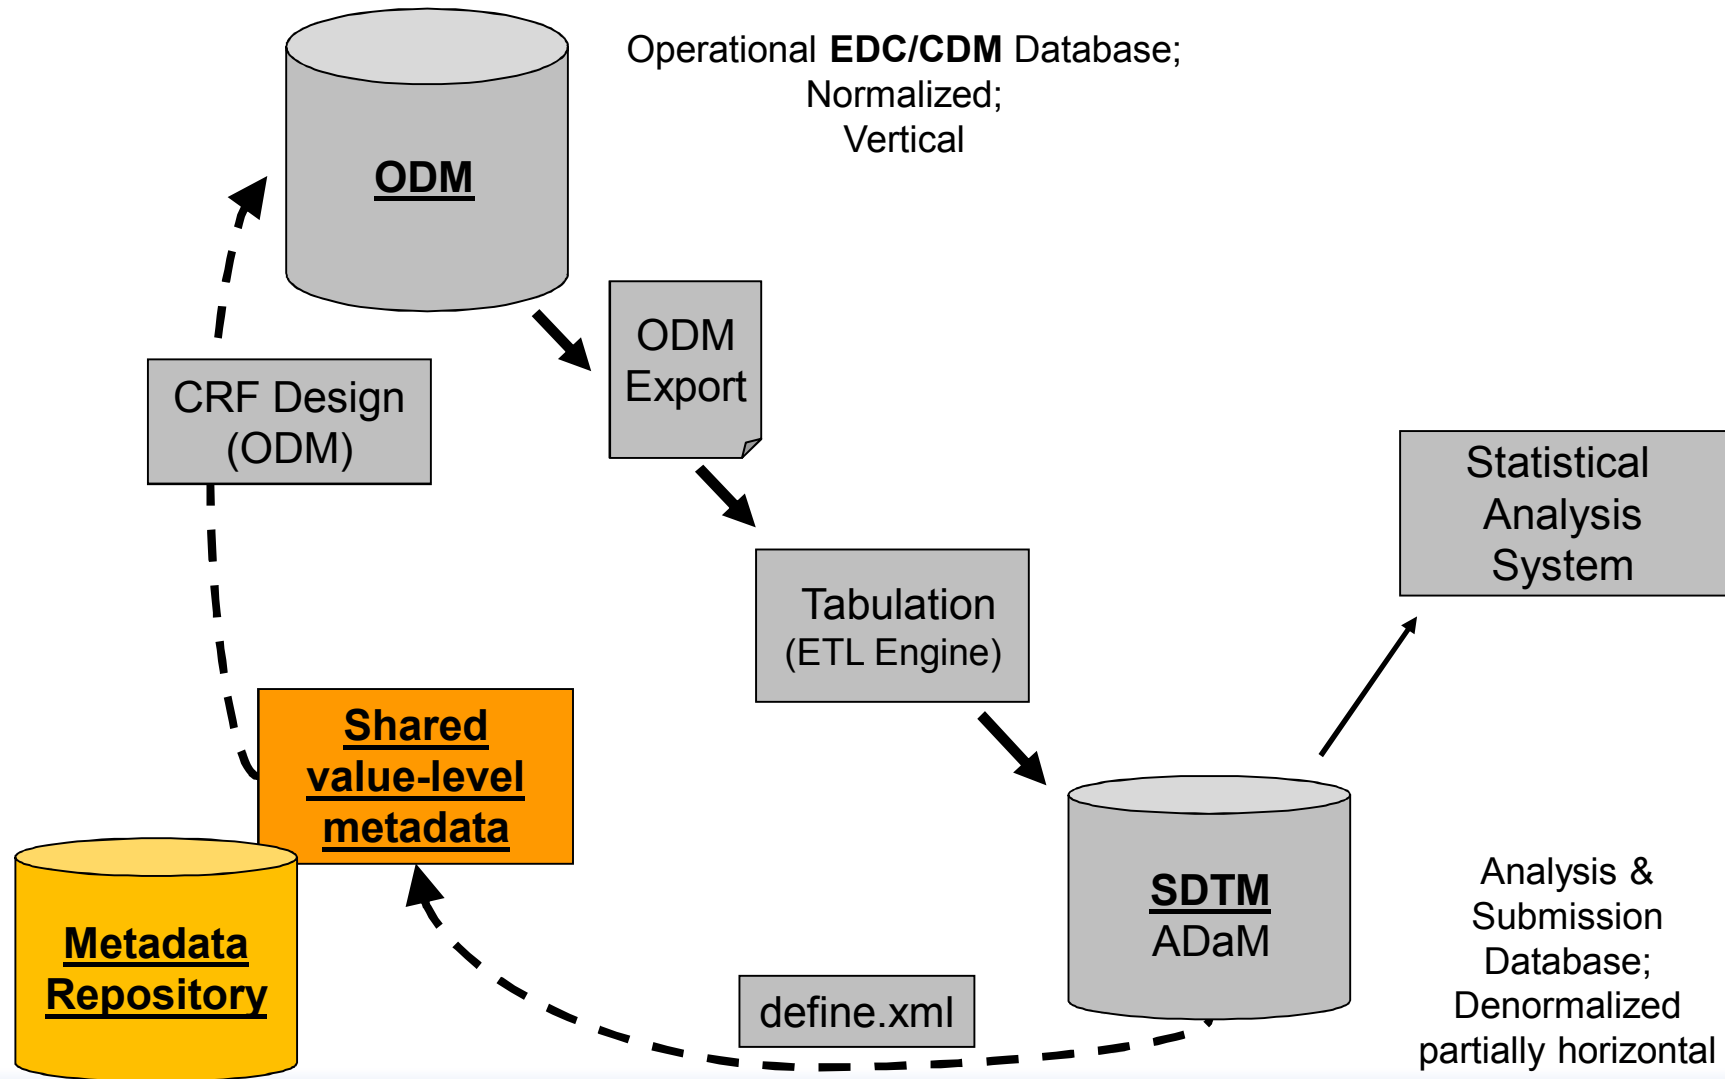 Operational EDC/CDM Database;
Normalized;
Vertical
ODM
ODM
Export
CRF Design
(ODM)
Statistical
Analysis
System
Tabulation
(ETL Engine)
Shared
value-level
metadata
Metadata
Repository
SDTM
ADaM
define.xml
Analysis &
Submission
Database;
Denormalized
partially horizontal